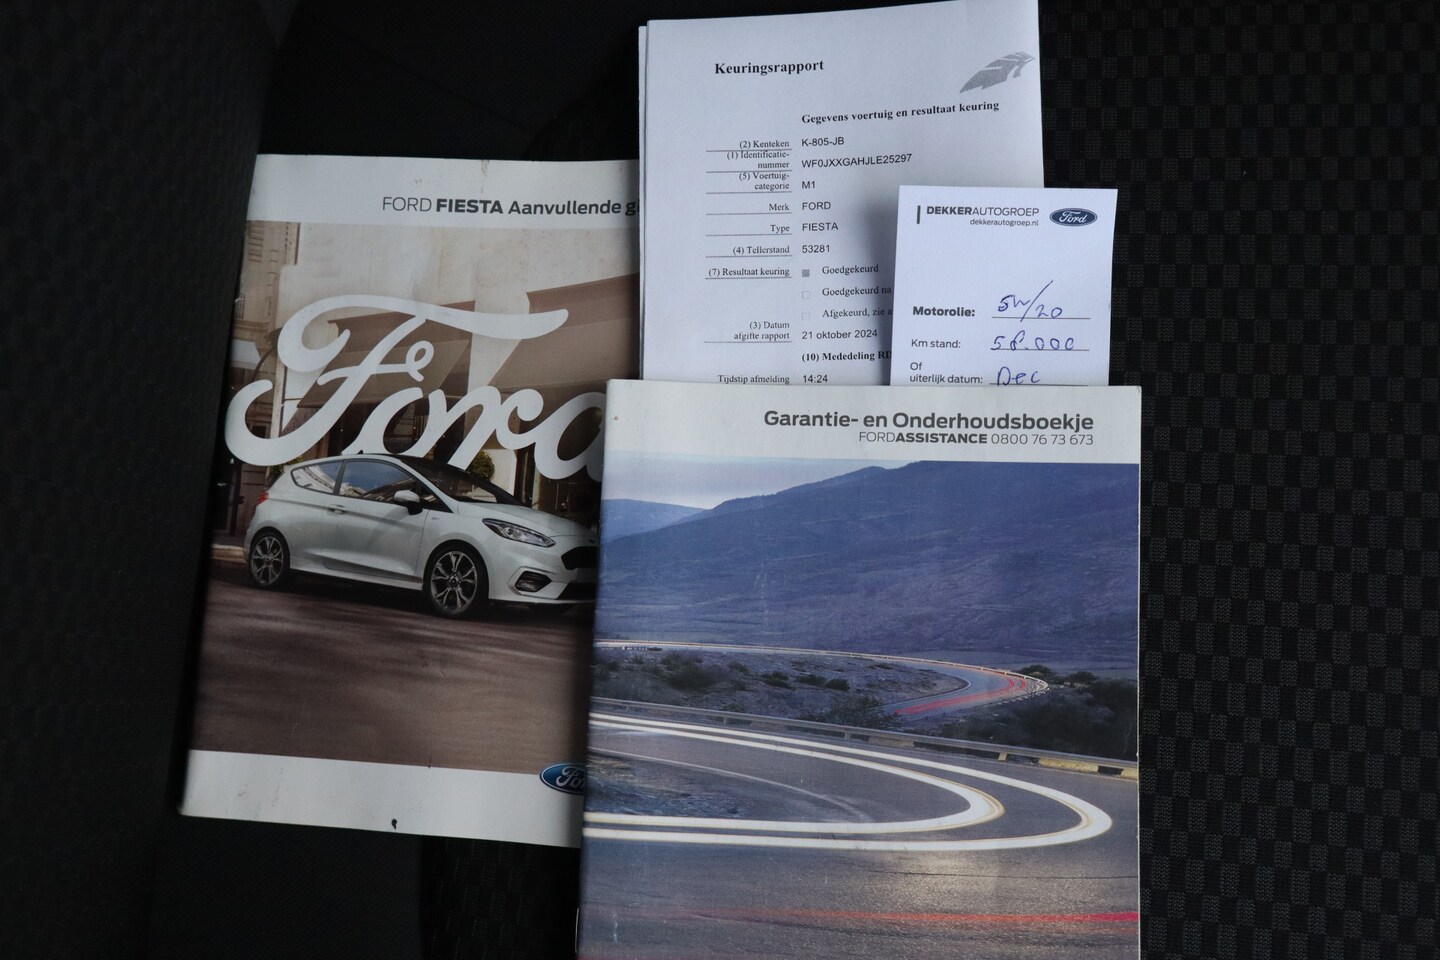 Keuringsrapport
Gegevens voertuig en resultaat keuring
(2) Kenteken K-805-JB
(1) Identificatie-
nummer WF0JXXGAHJLE25297
(5) Voertuig-
categorie M1
Merk FORD
Type FIESTA
(4) Tellerstand 53281
(7) Resultaat keuring Goedgekeurd
Goedgekeurd na
Afgekeurd, zie
(3) Datum
afgifte rapport 21 oktober 2024
(10) Mededeling
Tijdstip afmelding 14:24
DEKKERAUTOGROEP
dekkerautogroep.nl
Ford
Motorolie: 5W/20
Km stand: 58.000
Of
uiterlijk datum: Dec
FORD FIESTA Aanvullende
Ford
Ford
Garantie- en Onderhoudsboekje
FORDASSISTANCE 0800 76 73 673